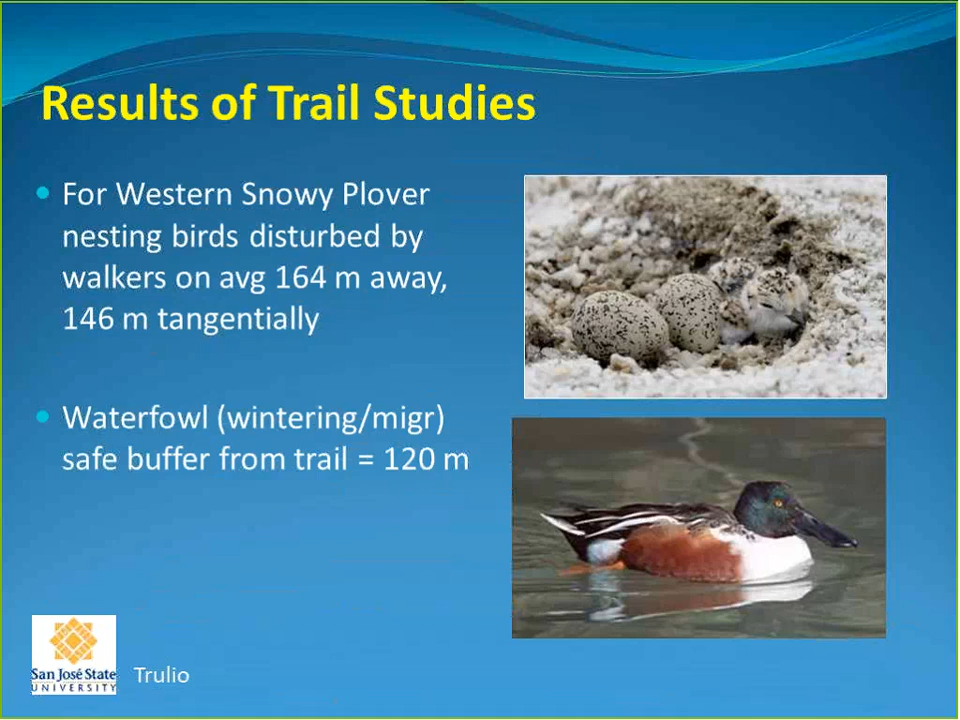 Results of Trail Studies
For Western Snowy Plover
nesting birds disturbed by
walkers on avg 164 m away,
146 m tangentially
Waterfowl (wintering/migr)
safe buffer from trail = 120 m
San José State
UNIVERSITY
Trulio